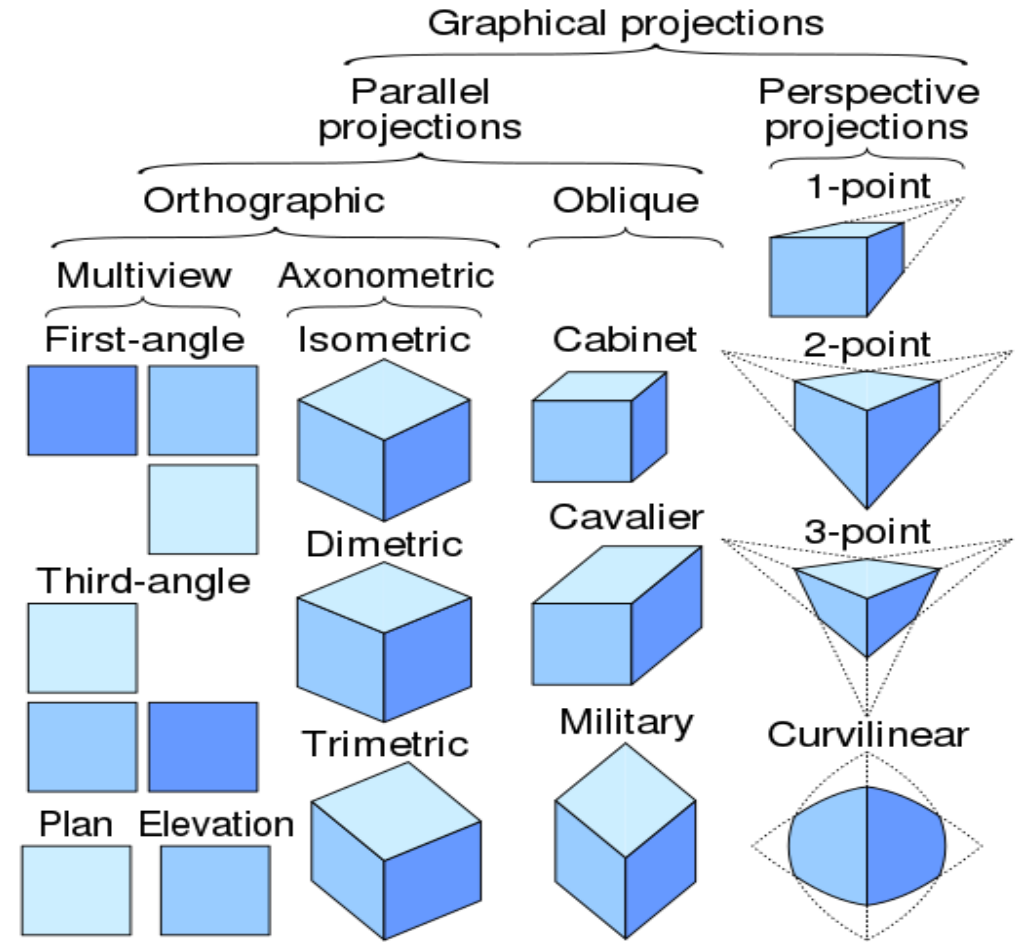 Graphical projections
Parallel
projections
Perspective
projections
Orthographic
Oblique
1-point
Multiview
Axonometric
First-angle
Isometric
Cabinet
2-point
Cavalier
3-point
Dimetric
Third-angle
Military
Curvilinear
Trimetric
Plan
Elevation